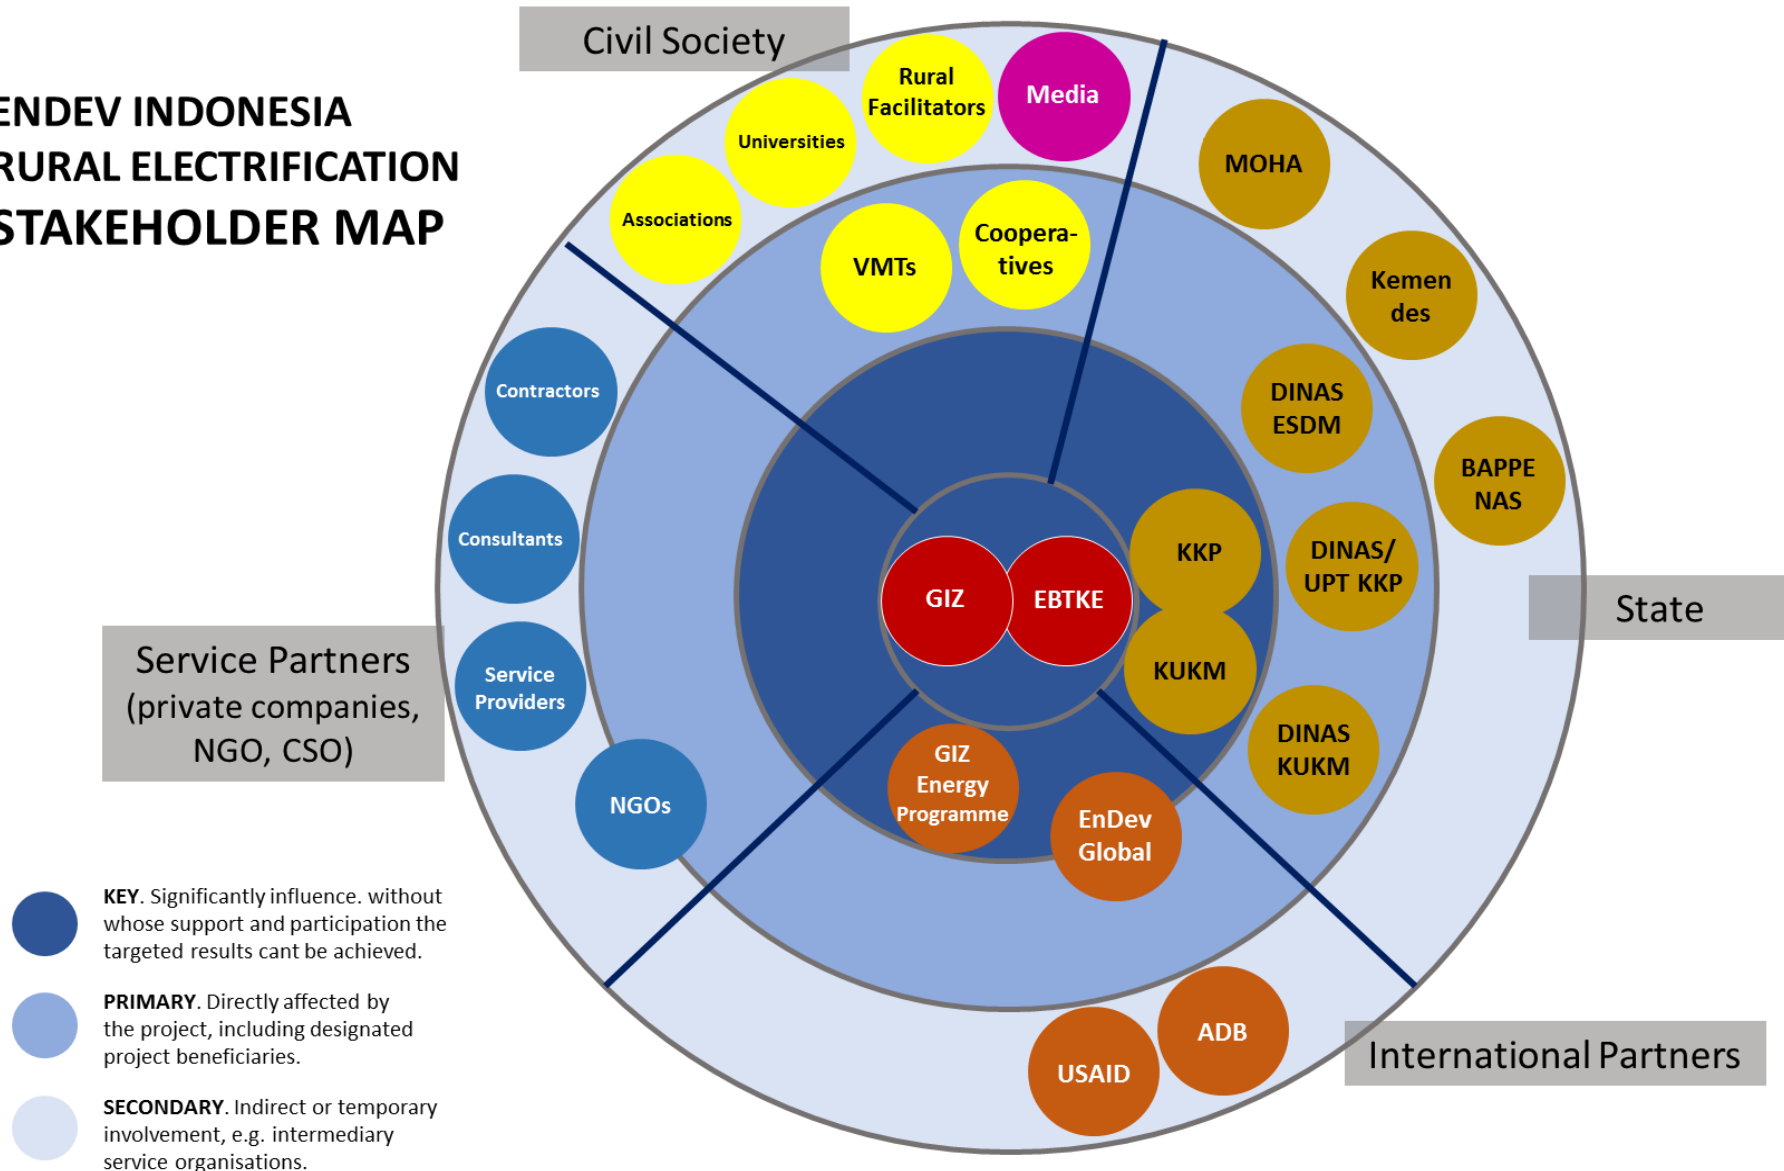 Civil Society
ENDEV INDONESIA
RURAL ELECTRIFICATION
STAKEHOLDER MAP
Rural
Facilitators
Media
Universities
Associations
MOHA
VMTs
Coopera-
tives
Kemen
des
Contractors
DINAS
ESDM
BAPPE
NAS
Consultants
KKP
DINAS/
UPT KKP
GIZ
EBTKE
State
Service Partners
(private companies,
NGO, CSO)
Service
Providers
KUKM
DINAS
KUKM
GIZ
Energy
Programme
NGOs
EnDev
Global
KEY. Significantly influence. without
whose support and participation the
targeted results cant be achieved.
PRIMARY. Directly affected by
the project, including designated
project beneficiaries.
ADB
USAID
International Partners
SECONDARY. Indirect or temporary
involvement, e.g. intermediary
service organisations.